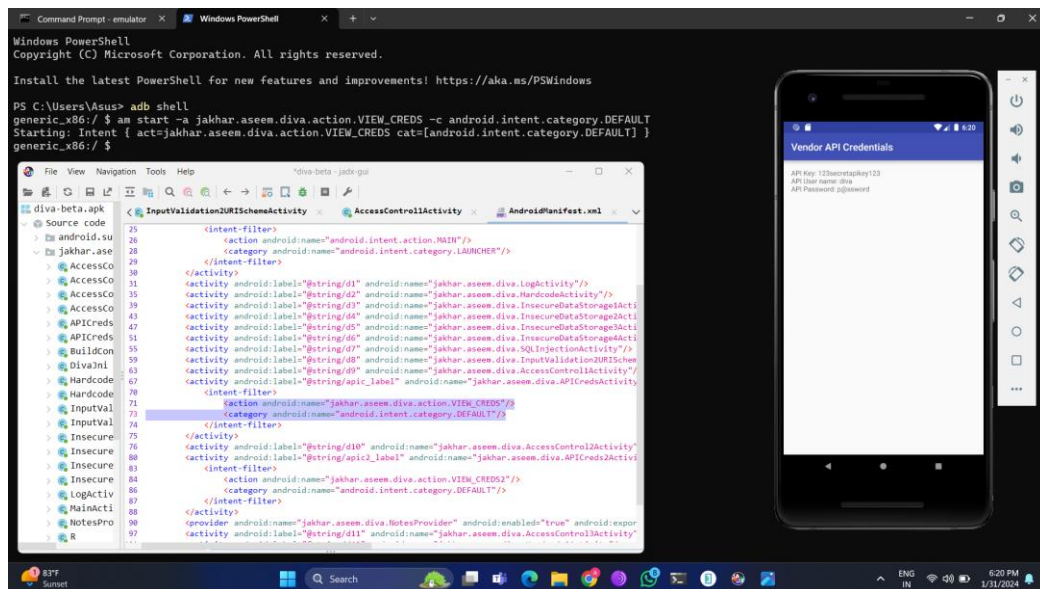 Command Prompt - emulator
Windows PowerShell
Windows PowerShell
Copyright (C) Microsoft Corporation. All rights reserved.
Install the latest PowerShell for new features and improvements! https://aka.ms/PSWindows
PS C:\Users\Asus> adb shell
generic_x86:/ $ am start -a jakhar.aseem.diva.action.VIEW_CREDS -c android.intent.category.DEFAULT
Starting: Intent { act=jakhar.aseem.diva.action.VIEW_CREDS cat=[android.intent.category.DEFAULT] }
generic_x86:/ $
File View Navigation Tools Help
*diva-beta.apk - jadx-gui
diva-beta.apk
Source code
android.su
jakhar.ase
AccessCo
AccessCo
AccessCo
AccessCo
APICreds
APICreds
BuildCon
DivaJni
Hardcode
Hardcode
InputVal
InputVal
Insecure
Insecure
Insecure
Insecure
LogActiv
MainActi
NotesPro
R
InputValidation2URISchemeActivity
AccessControl1Activity
AndroidManifest.xml
25 <intent-filter>
26 <action android:name="android.intent.action.MAIN"/>
28 <category android:name="android.intent.category.LAUNCHER"/>
29 </intent-filter>
30 </activity>
31 <activity android:label="@string/d1" android:name="jakhar.aseem.diva.LogActivity"/>
35 <activity android:label="@string/d2" android:name="jakhar.aseem.diva.HardcodeActivity"/>
39 <activity android:label="@string/d3" android:name="jakhar.aseem.diva.InsecureDataStorage1Acti
43 <activity android:label="@string/d4" android:name="jakhar.aseem.diva.InsecureDataStorage2Acti
47 <activity android:label="@string/d5" android:name="jakhar.aseem.diva.InsecureDataStorage3Acti
51 <activity android:label="@string/d6" android:name="jakhar.aseem.diva.InsecureDataStorage4Acti
55 <activity android:label="@string/d7" android:name="jakhar.aseem.diva.SQLInjectionActivity"/>
59 <activity android:label="@string/d8" android:name="jakhar.aseem.diva.InputValidation2URISchem
63 <activity android:label="@string/d9" android:name="jakhar.aseem.diva.AccessControl1Activity"/
67 <activity android:label="@string/apic_label" android:name="jakhar.aseem.diva.APICredsActivity
70 <intent-filter>
71 <action android:name="jakhar.aseem.diva.action.VIEW_CREDS"/>
73 <category android:name="android.intent.category.DEFAULT"/>
74 </intent-filter>
75 </activity>
76 <activity android:label="@string/d10" android:name="jakhar.aseem.diva.AccessControl2Activity"
80 <activity android:label="@string/apic2_label" android:name="jakhar.aseem.diva.APICreds2Activi
83 <intent-filter>
84 <action android:name="jakhar.aseem.diva.action.VIEW_CREDS2"/>
86 <category android:name="android.intent.category.DEFAULT"/>
87 </intent-filter>
88 </activity>
90 <provider android:name="jakhar.aseem.diva.NotesProvider" android:enabled="true" android:expor
97 <activity android:label="@string/d11" android:name="jakhar.aseem.diva.AccessControl3Activity"
6:20
Vendor API Credentials
API Key: 123secretapikey123
API User name: diva
API Password: p@ssword
83°F
Sunset
Search
ENG
IN
6:20 PM
1/31/2024